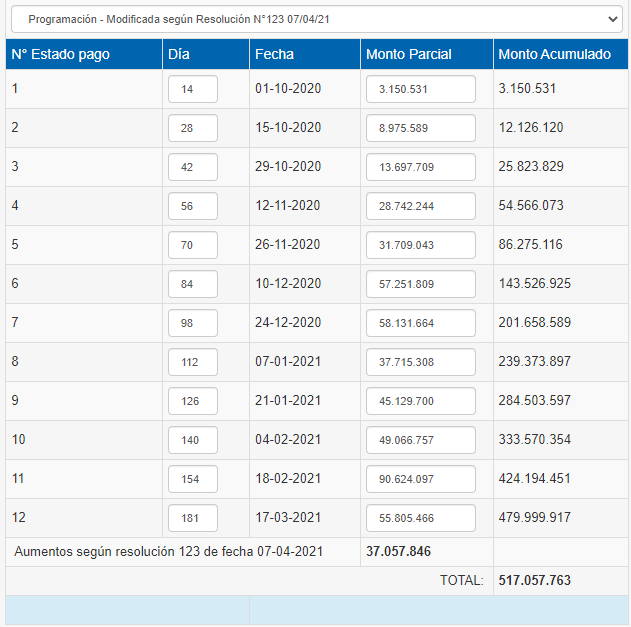 Programación - Modificada según Resolución N°123 07/04/21
N° Estado pago Día Fecha Monto Parcial Monto Acumulado
1 14 01-10-2020 3.150.531 3.150.531
2 28 15-10-2020 8.975.589 12.126.120
3 42 29-10-2020 13.697.709 25.823.829
4 56 12-11-2020 28.742.244 54.566.073
5 70 26-11-2020 31.709.043 86.275.116
6 84 10-12-2020 57.251.809 143.526.925
7 98 24-12-2020 58.131.664 201.658.589
8 112 07-01-2021 37.715.308 239.373.897
9 126 21-01-2021 45.129.700 284.503.597
10 140 04-02-2021 49.066.757 333.570.354
11 154 18-02-2021 90.624.097 424.194.451
12 181 17-03-2021 55.805.466 479.999.917
Aumentos según resolución 123 de fecha 07-04-2021 37.057.846
TOTAL: 517.057.763